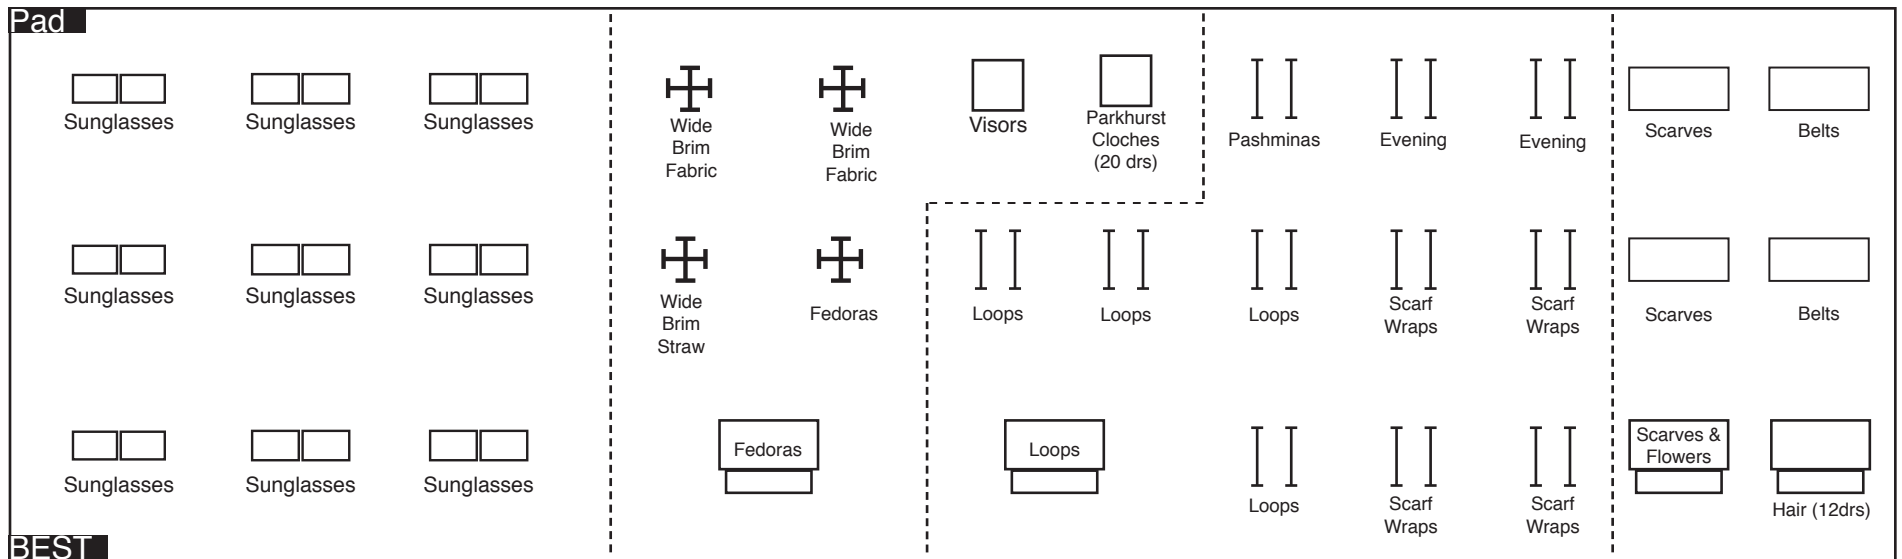 Pad
Sunglasses
Sunglasses
Sunglasses
Wide
Brim
Fabric
Wide
Brim
Fabric
Visors
Parkhurst
Cloches
(20 drs)
Pashminas
Evening
Evening
Scarves
Belts
Sunglasses
Sunglasses
Sunglasses
Wide
Brim
Straw
Fedoras
Loops
Loops
Loops
Scarf
Wraps
Scarf
Wraps
Scarves
Belts
Sunglasses
Sunglasses
Sunglasses
Fedoras
Loops
Loops
Scarf
Wraps
Scarf
Wraps
Scarves &
Flowers
Hair (12drs)
BEST